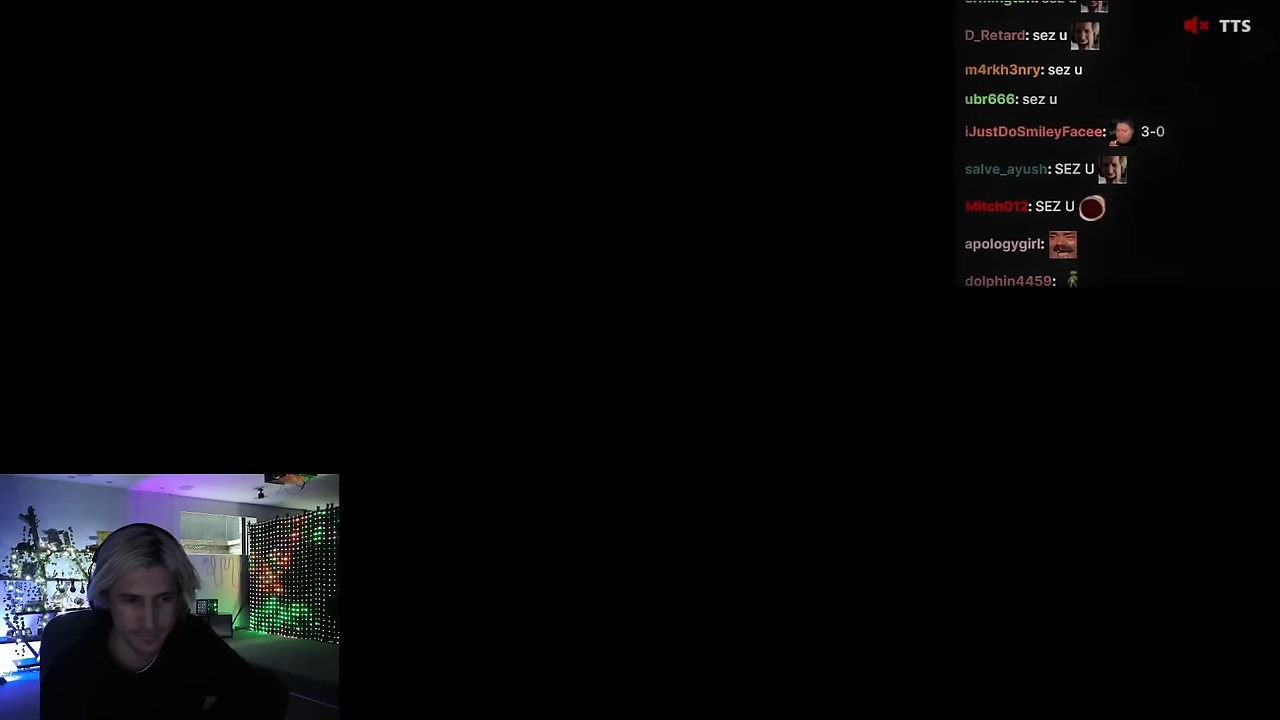 TTS
D_Retard: sez u
m4rkh3nry: sez u
ubr666: sez u
iJustDoSmileyFacee: 3-0
salve_ayush: SEZ U
Mitch012: SEZ U
apologygirl:
dolphin4459: